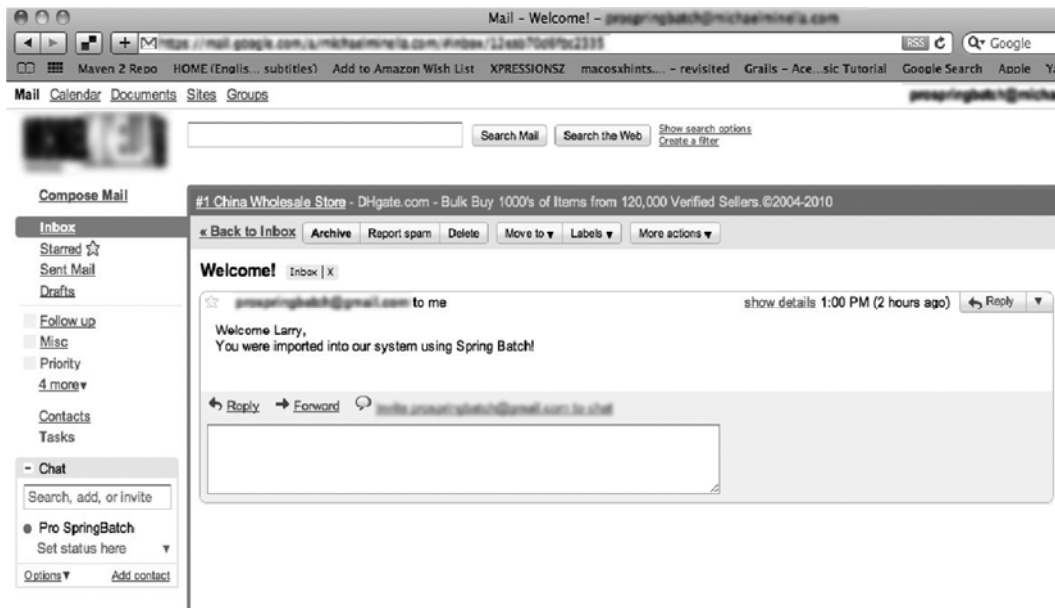 Mail – Welcome! –
RSS Google
Maven 2 Repo HOME (Englis... subtitles) Add to Amazon Wish List XPRESSIONSZ macosxhints.... – revisited Grails – Ace...sic Tutorial Google Search Apple
Mail Calendar Documents Sites Groups
Search Mail Search the Web Show search options
Create a filter
Compose Mail
Inbox
Starred
Sent Mail
Drafts
Follow up
Misc
Priority
4 more▾
Contacts
Tasks
– Chat
Search, add, or invite
Pro SpringBatch
Set status here ▾
Options▾ Add contact
#1 China Wholesale Store - DHgate.com - Bulk Buy 1000's of Items from 120,000 Verified Sellers.©2004-2010
« Back to Inbox Archive Report spam Delete Move to ▾ Labels ▾ More actions ▾
Welcome! Inbox | X
to me show details 1:00 PM (2 hours ago) Reply ▾
Welcome Larry,
You were imported into our system using Spring Batch!
Reply Forward